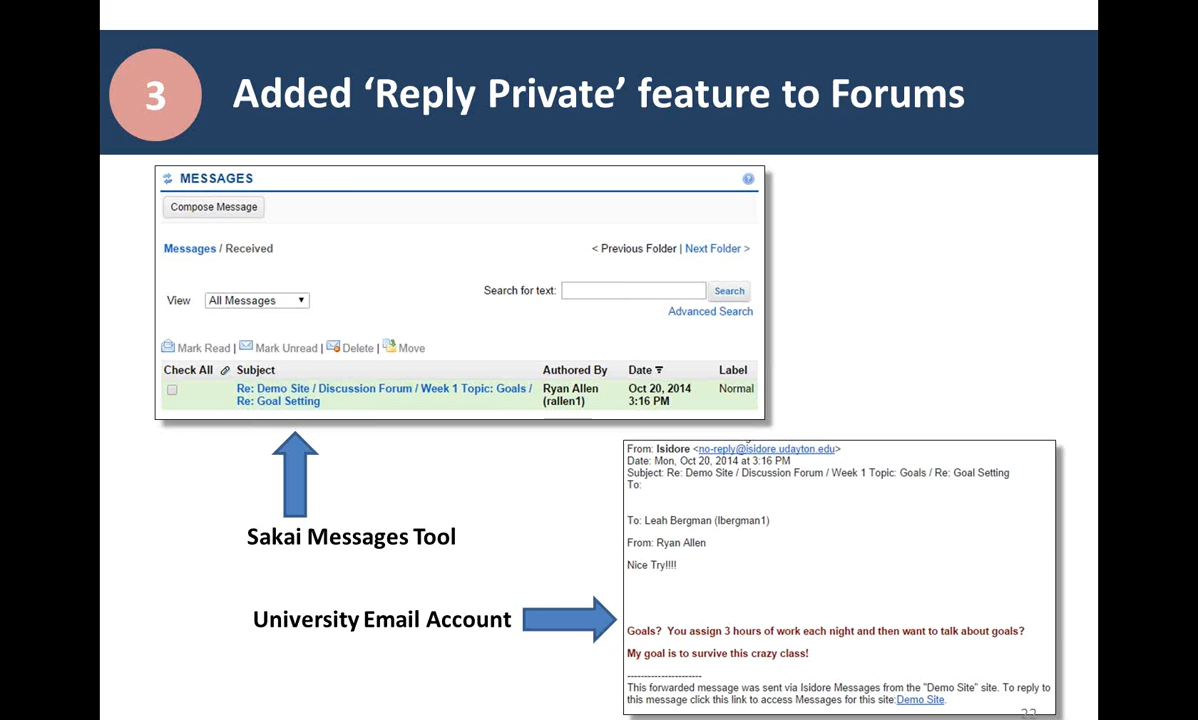 3
Added ‘Reply Private’ feature to Forums
MESSAGES
?
Compose Message
Messages / Received
< Previous Folder | Next Folder >
Search for text:
Search
View
All Messages
Advanced Search
Mark Read | Mark Unread | Delete | Move
Check All Subject Authored By Date Label
Re: Demo Site / Discussion Forum / Week 1 Topic: Goals / Ryan Allen Oct 20, 2014 Normal
Re: Goal Setting (rallen1) 3:16 PM
Sakai Messages Tool
University Email Account
From: Isidore <no-reply@isidore.udayton.edu>
Date: Mon, Oct 20, 2014 at 3:16 PM
Subject: Re: Demo Site / Discussion Forum / Week 1 Topic: Goals / Re: Goal Setting
To:
To: Leah Bergman (lbergman1)
From: Ryan Allen
Nice Try!!!!
Goals? You assign 3 hours of work each night and then want to talk about goals?
My goal is to survive this crazy class!
----------------------
This forwarded message was sent via Isidore Messages from the "Demo Site" site. To reply to
this message click this link to access Messages for this site:Demo Site.